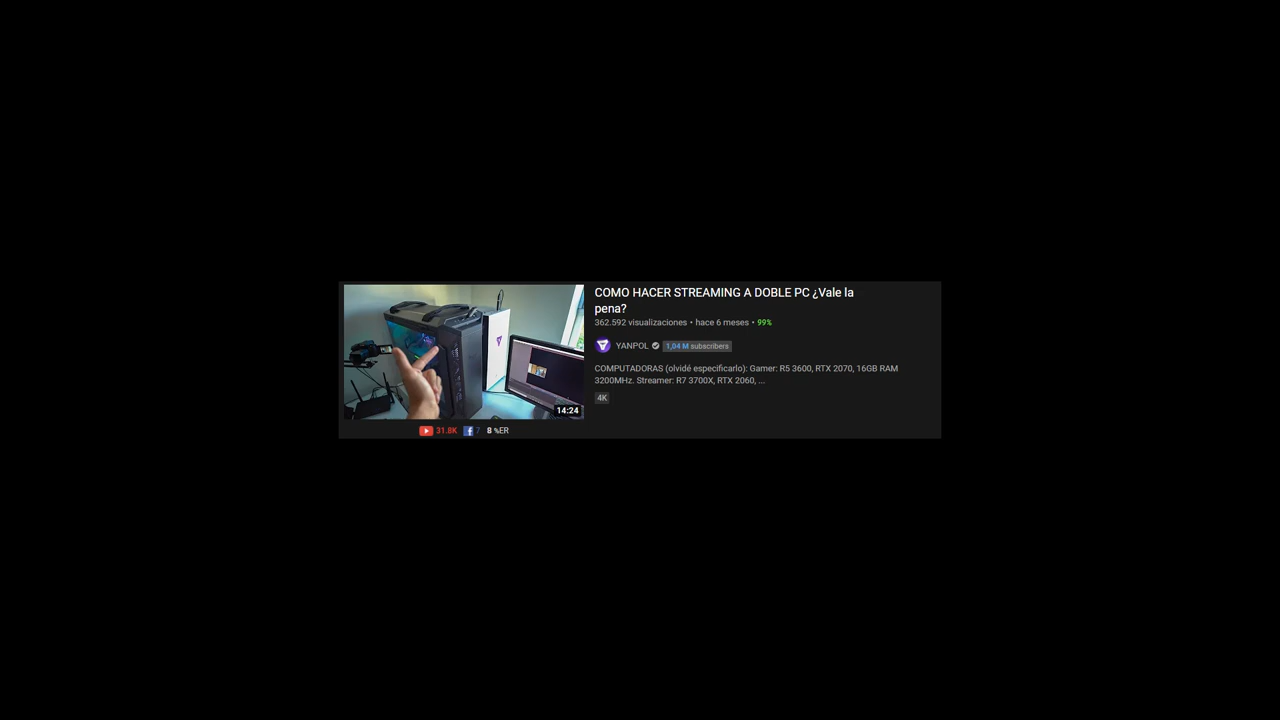 COMO HACER STREAMING A DOBLE PC ¿Vale la
pena?
362.592 visualizaciones • hace 6 meses • 99%
YANPOL 1,04 M subscribers
COMPUTADORAS (olvidé especificarlo): Gamer: R5 3600, RTX 2070, 16GB RAM
3200MHz. Streamer: R7 3700X, RTX 2060, ...
4K
14:24
31.8K 7 8 %ER